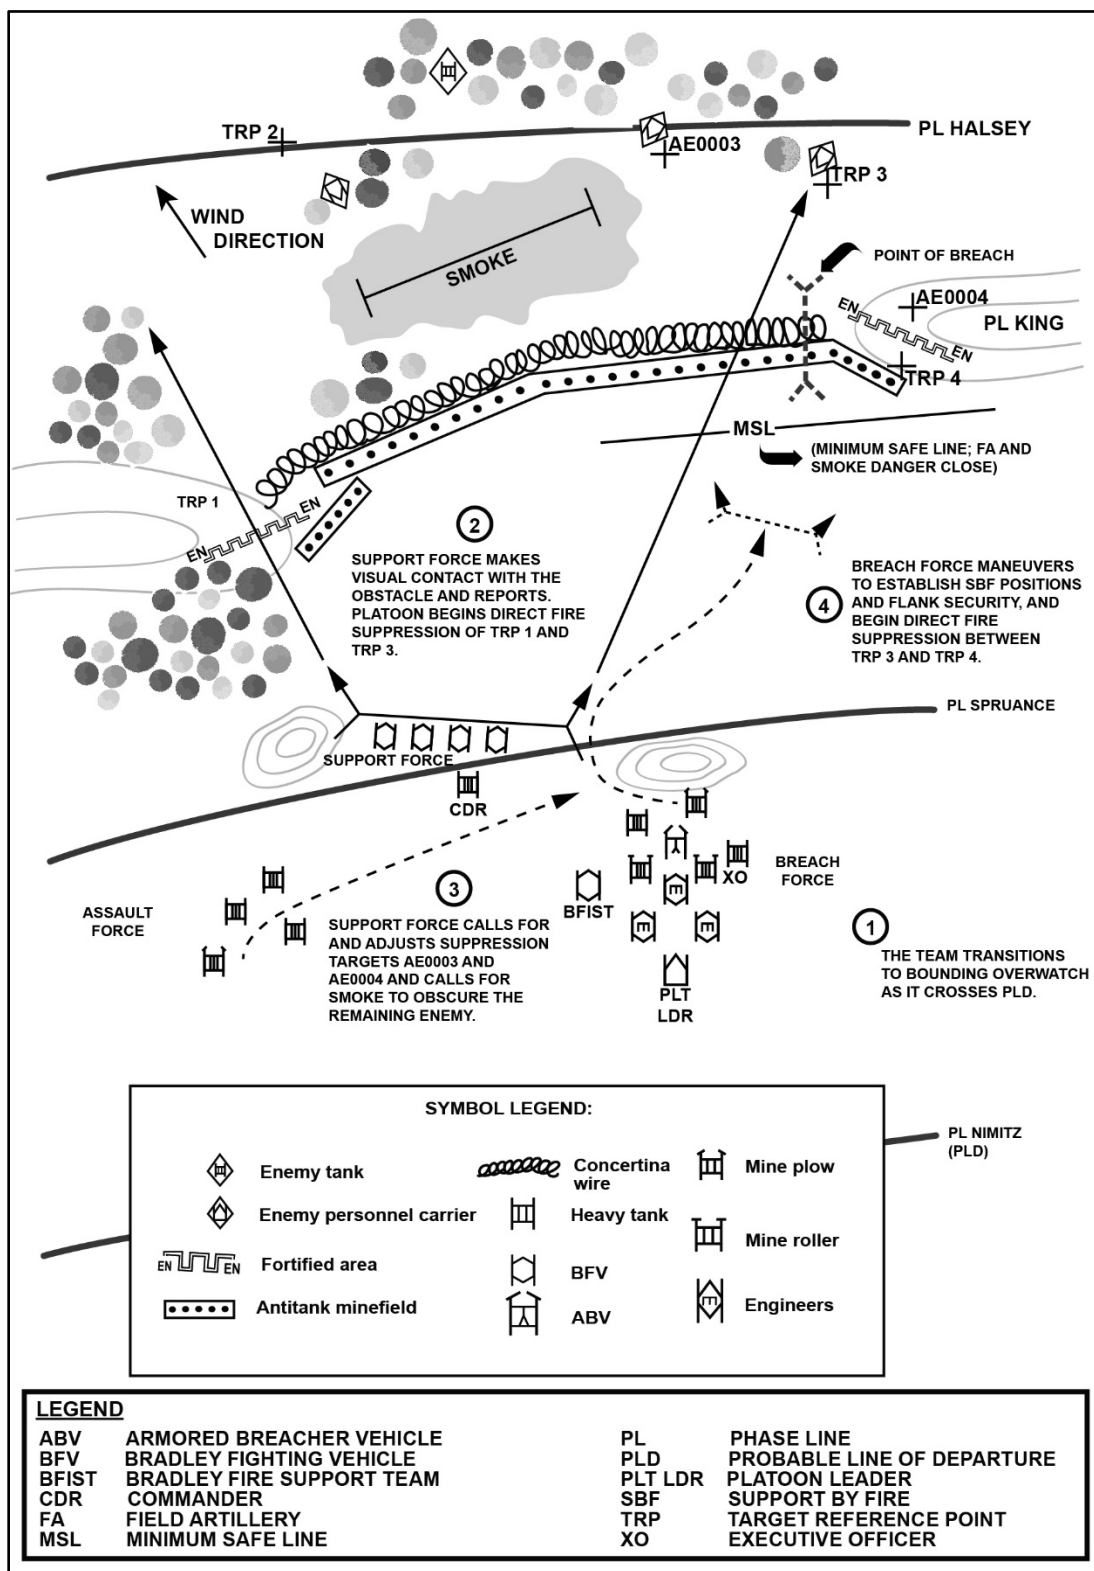 TRP 2
PL HALSEY
AE0003
TRP 3
WIND
DIRECTION
SMOKE
POINT OF BREACH
EN
AE0004
PL KING
EN
TRP 4
MSL
(MINIMUM SAFE LINE; FA AND
SMOKE DANGER CLOSE)
TRP 1
EN
EN
2
SUPPORT FORCE MAKES
VISUAL CONTACT WITH THE
OBSTACLE AND REPORTS.
PLATOON BEGINS DIRECT FIRE
SUPPRESSION OF TRP 1 AND
TRP 3.
4
BREACH FORCE MANEUVERS
TO ESTABLISH SBF POSITIONS
AND FLANK SECURITY, AND
BEGIN DIRECT FIRE
SUPPRESSION BETWEEN
TRP 3 AND TRP 4.
PL SPRUANCE
SUPPORT FORCE
CDR
ASSAULT
FORCE
3
SUPPORT FORCE CALLS FOR
AND ADJUSTS SUPPRESSION
TARGETS AE0003 AND
AE0004 AND CALLS FOR
SMOKE TO OBSCURE THE
REMAINING ENEMY.
BFIST
XO
E
E
E
PLT
LDR
BREACH
FORCE
1
THE TEAM TRANSITIONS
TO BOUNDING OVERWATCH
AS IT CROSSES PLD.
PL NIMITZ
(PLD)
SYMBOL LEGEND:
Enemy tank
Enemy personnel carrier
EN EN Fortified area
Antitank minefield
Concertina
wire
Heavy tank
BFV
ABV
Mine plow
Mine roller
E Engineers
LEGEND
ABV ARMORED BREACHER VEHICLE
BFV BRADLEY FIGHTING VEHICLE
BFIST BRADLEY FIRE SUPPORT TEAM
CDR COMMANDER
FA FIELD ARTILLERY
MSL MINIMUM SAFE LINE
PL PHASE LINE
PLD PROBABLE LINE OF DEPARTURE
PLT LDR PLATOON LEADER
SBF SUPPORT BY FIRE
TRP TARGET REFERENCE POINT
XO EXECUTIVE OFFICER